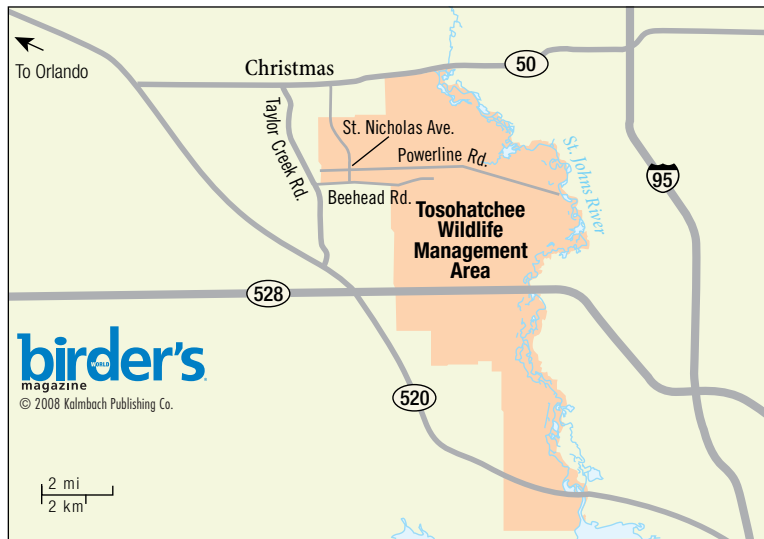 To Orlando
Christmas
50
Taylor Creek Rd.
St. Nicholas Ave.
Powerline Rd.
St. Johns River
95
Beehead Rd.
Tosohatchee
Wildlife
Management
Area
528
birder's
WORLD
magazine
© 2008 Kalmbach Publishing Co.
520
2 mi
2 km